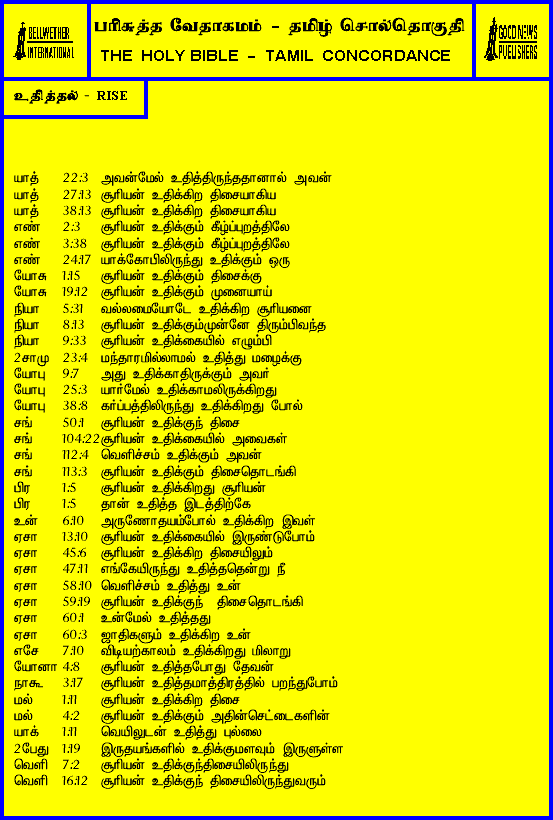 BELLWETHER
INTERNATIONAL
பரிசுத்த வேதாகமம் - தமிழ் சொல்தொகுதி
THE HOLY BIBLE - TAMIL CONCORDANCE
GOOD NEWS
PUBLISHERS
உதித்தல் - RISE
யாத் 22:3 அவன்மேல் உதித்திருந்ததானால் அவன்
யாத் 27:13 சூரியன் உதிக்கிற திசையாகிய
யாத் 38:13 சூரியன் உதிக்கிற திசையாகிய
எண் 2:3 சூரியன் உதிக்கும் கீழ்ப்புறத்திலே
எண் 3:38 சூரியன் உதிக்கும் கீழ்ப்புறத்திலே
எண் 24:17 யாக்கோபிலிருந்து உதிக்கும் ஒரு
யோசு 1:15 சூரியன் உதிக்கும் திசைக்கு
யோசு 19:12 சூரியன் உதிக்கும் முனையாய்
நியா 5:31 வல்லமையோடே உதிக்கிற சூரியனை
நியா 8:13 சூரியன் உதிக்கும்முன்னே திரும்பிவந்த
நியா 9:33 சூரியன் உதிக்கையில் எழும்பி
2சாமு 23:4 மந்தாரமில்லாமல் உதித்து மழைக்கு
யோபு 9:7 அது உதிக்காதிருக்கும் அவர்
யோபு 25:3 யார்மேல் உதிக்காமலிருக்கிறது
யோபு 38:8 கர்ப்பத்திலிருந்து உதிக்கிறது போல்
சங் 50:1 சூரியன் உதிக்குந் திசை
சங் 104:22 சூரியன் உதிக்கையில் அவைகள்
சங் 112:4 வெளிச்சம் உதிக்கும் அவன்
சங் 113:3 சூரியன் உதிக்கும் திசைதொடங்கி
பிர 1:5 சூரியன் உதிக்கிறது சூரியன்
பிர 1:5 தான் உதித்த இடத்திற்கே
உன் 6:10 அருணோதயம்போல் உதிக்கிற இவள்
ஏசா 13:10 சூரியன் உதிக்கையில் இருண்டுபோம்
ஏசா 45:6 சூரியன் உதிக்கிற திசையிலும்
ஏசா 47:11 எங்கேயிருந்து உதித்ததென்று நீ
ஏசா 58:10 வெளிச்சம் உதித்து உன்
ஏசா 59:19 சூரியன் உதிக்குந் திசைதொடங்கி
ஏசா 60:1 உன்மேல் உதித்தது
ஏசா 60:3 ஜாதிகளும் உதிக்கிற உன்
எசே 7:10 விடியற்காலம் உதிக்கிறது மிலாறு
யோனா 4:8 சூரியன் உதித்தபோது தேவன்
நாகூ 3:17 சூரியன் உதித்தமாத்திரத்தில் பறந்துபோம்
மல் 1:11 சூரியன் உதிக்கிற திசை
மல் 4:2 சூரியன் உதிக்கும் அதின்செட்டைகளின்
யாக் 1:11 வெயிலுடன் உதித்து புல்லை
2பேது 1:19 இருதயங்களில் உதிக்குமளவும் இருளுள்ள
வெளி 7:2 சூரியன் உதிக்குந்திசையிலிருந்து
வெளி 16:12 சூரியன் உதிக்குந் திசையிலிருந்துவரும்